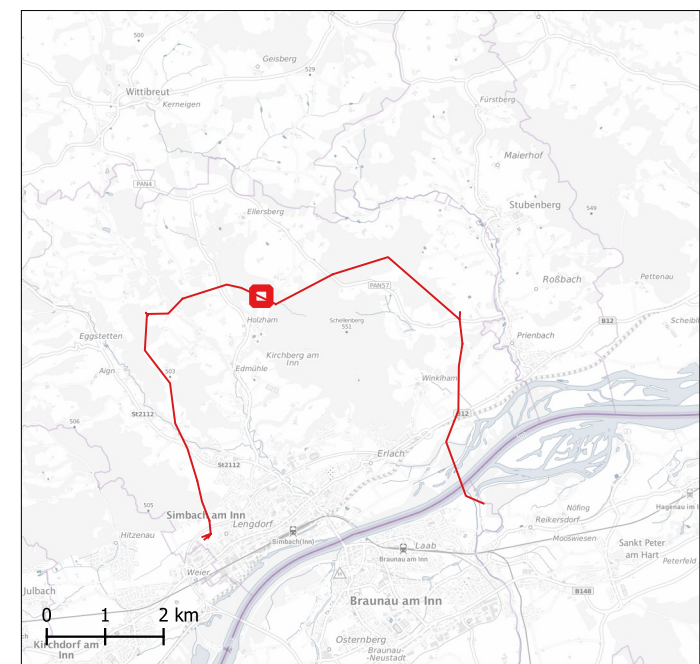 500
Geisberg
529
Wittibreut
Kerneigen
Fürstberg
Maierhof
PAN4
Stubenberg
549
Ellersberg
Roßbach
Pettenau
PAN57
Holzham
Schellenberg
551
B12
Eggstetten
Prienbach
Kirchberg am
Inn
Aign
Edmühle
503
Winklham
St2112
B12
506
Erlach
St2112
505
Simbach am Inn
Lengdorf
Nöfing
Hagenau im I
Reikersdorf
Hitzenau
Simbach(Inn)
Mooswiesen
Sankt Peter
am Hart
Laab
Braunau am Inn
Peterfeld
Weier
Julbach
B148
Braunau am Inn
0 1 2 km
Kirchdorf am
Inn
Osternberg
Braunau-
-Neustadt